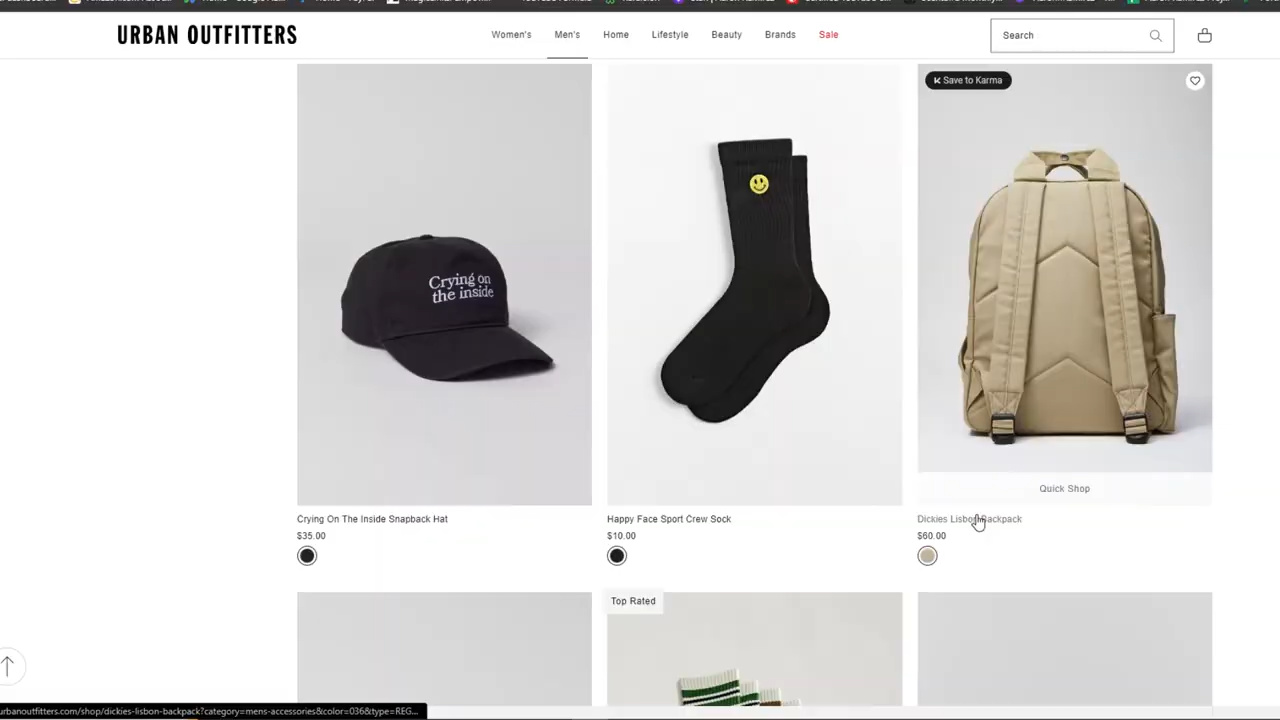 URBAN OUTFITTERS
Women's Men's Home Lifestyle Beauty Brands Sale
Search
Save to Karma
Crying on
the inside
Quick Shop
Crying On The Inside Snapback Hat
$35.00
Happy Face Sport Crew Sock
$10.00
Dickies Lisbon Backpack
$60.00
Top Rated
urbanoutfitters.com/shop/dickies-lisbon-backpack?category=mens-accessories&color=036&type=REG...